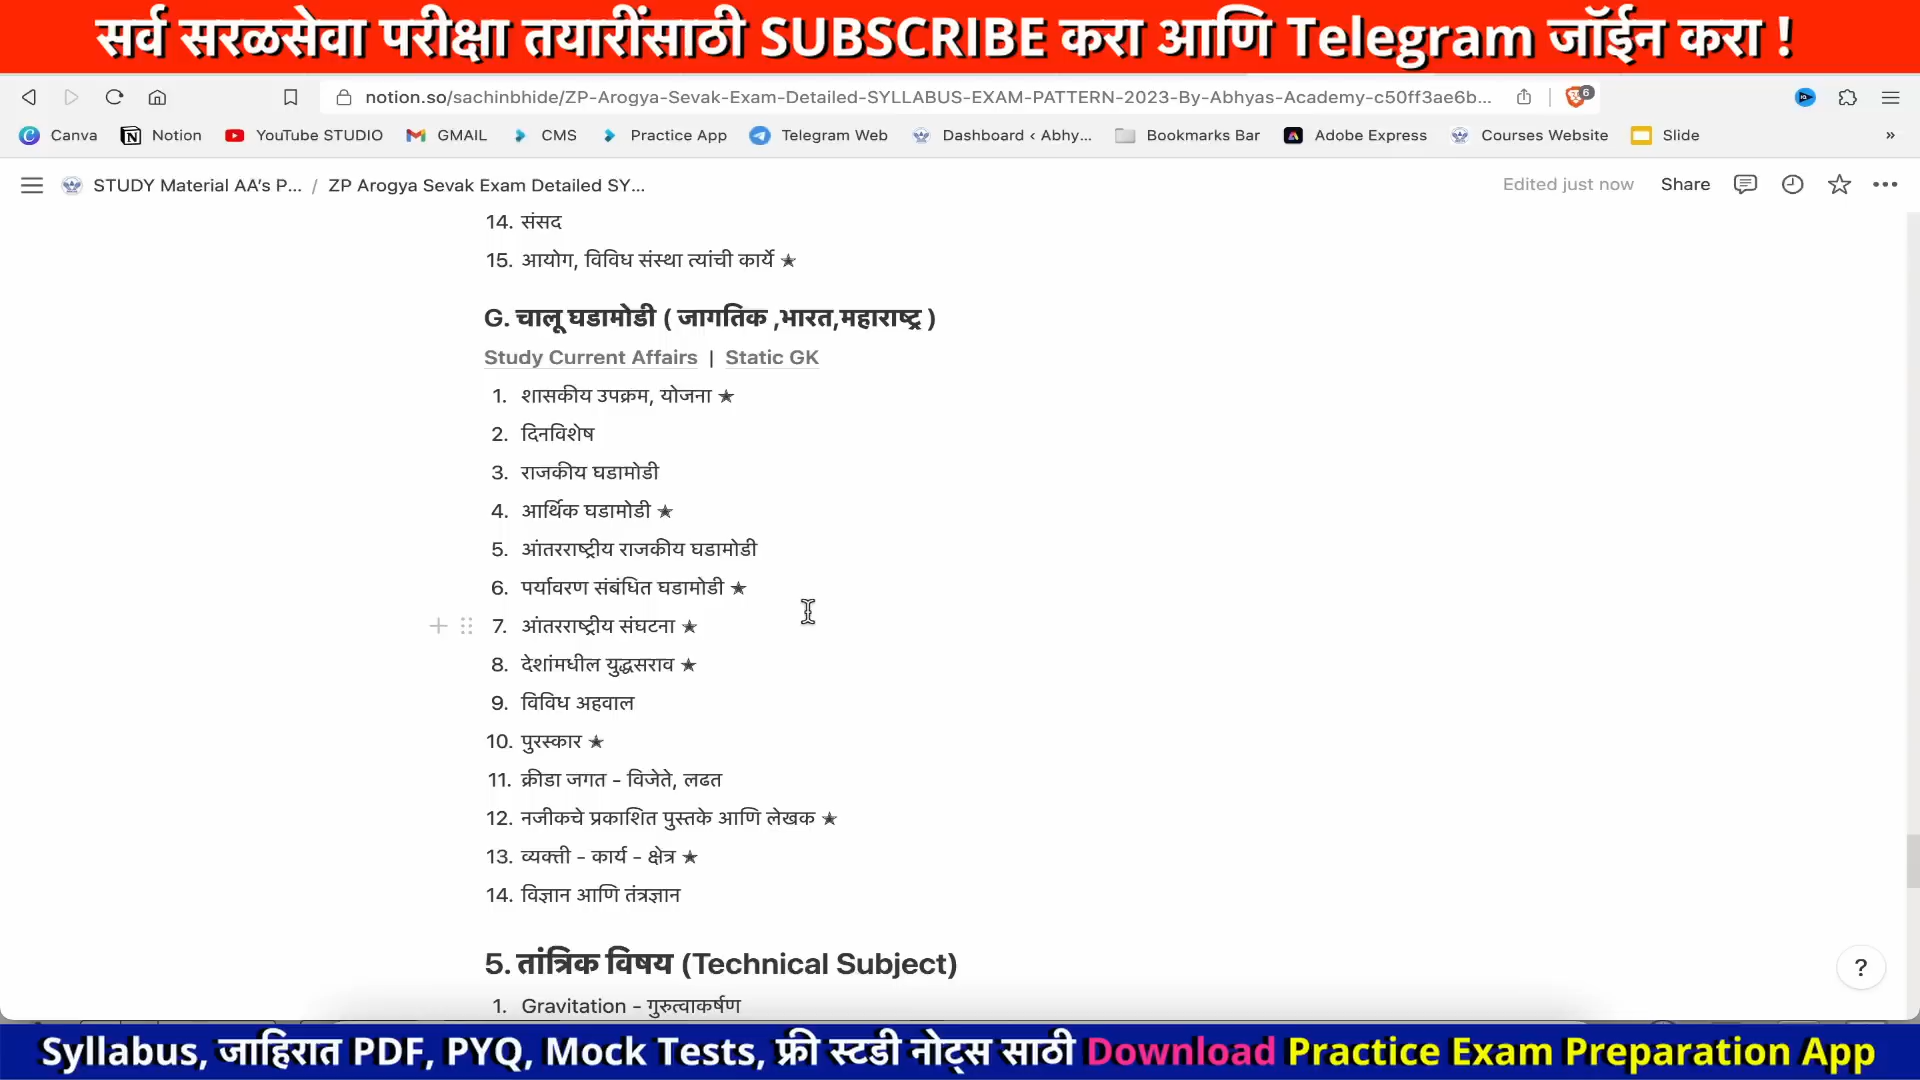 सर्व सरळसेवा परीक्षा तयारींसाठी SUBSCRIBE करा आणि Telegram जॉईन करा !
notion.so/sachinbhide/ZP-Arogya-Sevak-Exam-Detailed-SYLLABUS-EXAM-PATTERN-2023-By-Abhyas-Academy-c50ff3ae6b... 6
Canva Notion YouTube STUDIO GMAIL CMS Practice App Telegram Web Dashboard ‹ Abhy... Bookmarks Bar Adobe Express Courses Website Slide »
STUDY Material AA's P... / ZP Arogya Sevak Exam Detailed SY... Edited just now Share
14. संसद
15. आयोग, विविध संस्था त्यांची कार्ये ★
G. चालू घडामोडी ( जागतिक ,भारत,महाराष्ट्र )
Study Current Affairs | Static GK
1. शासकीय उपक्रम, योजना ★
2. दिनविशेष
3. राजकीय घडामोडी
4. आर्थिक घडामोडी ★
5. आंतरराष्ट्रीय राजकीय घडामोडी
6. पर्यावरण संबंधित घडामोडी ★
7. आंतरराष्ट्रीय संघटना ★
8. देशांमधील युद्धसराव ★
9. विविध अहवाल
10. पुरस्कार ★
11. क्रीडा जगत - विजेते, लढत
12. नजीकचे प्रकाशित पुस्तके आणि लेखक ★
13. व्यक्ती - कार्य - क्षेत्र ★
14. विज्ञान आणि तंत्रज्ञान
5. तांत्रिक विषय (Technical Subject)
?
1. Gravitation - गुरुत्वाकर्षण
Syllabus, जाहिरात PDF, PYQ, Mock Tests, फ्री स्टडी नोट्स साठी Download Practice Exam Preparation App